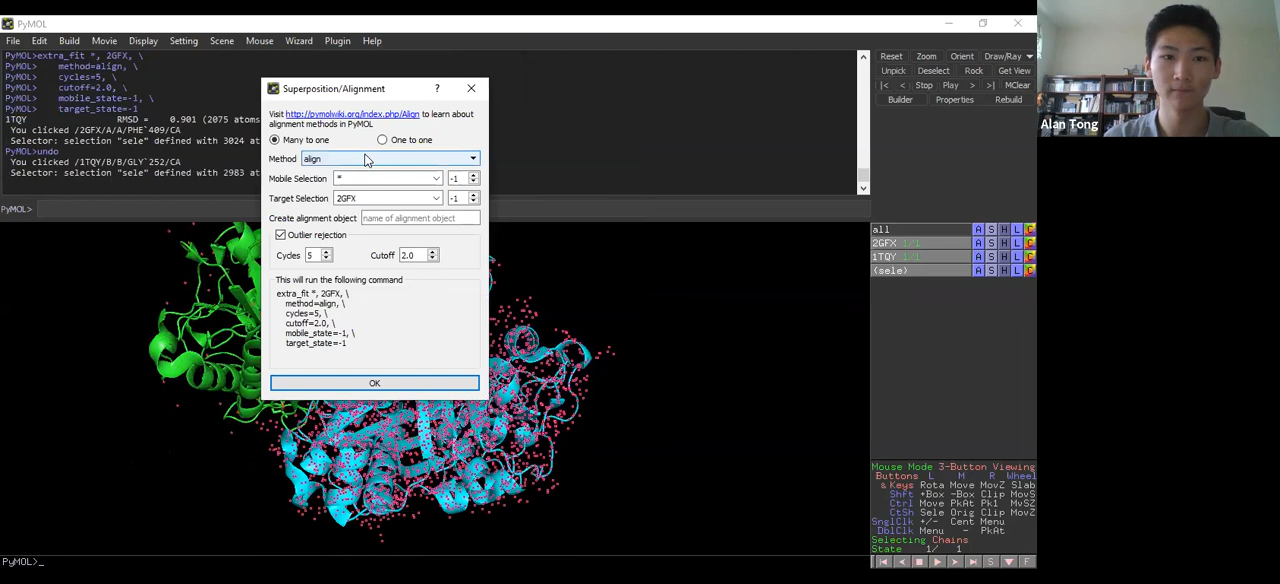 PyMOL
File Edit Build Movie Display Setting Scene Mouse Wizard Plugin Help
PyMOL>extra_fit *, 2GFX, \
PyMOL> method=align, \
PyMOL> cycles=5, \
PyMOL> cutoff=2.0, \
PyMOL> mobile_state=-1, \
PyMOL> target_state=-1
1TQY RMSD = 0.901 (2075 atoms
You clicked /2GFX/A/A/PHE`409/CA
Selector: selection "sele" defined with 3024
PyMOL>undo
You clicked /1TQY/B/B/GLY`252/CA
Selector: selection "sele" defined with 2983
PyMOL>
Superposition/Alignment ?
Visit http://pymolwiki.org/index.php/Align to learn about
alignment methods in PyMOL
Many to one One to one
Method align
Mobile Selection * -1
Target Selection 2GFX -1
Create alignment object name of alignment object
Outlier rejection
Cycles 5 Cutoff 2.0
This will run the following command
extra_fit *, 2GFX, \
method=align, \
cycles=5, \
cutoff=2.0, \
mobile_state=-1, \
target_state=-1
OK
Reset Zoom Orient Draw/Ray
Unpick Deselect Rock Get View
|< < Stop Play > >| MClear
Builder Properties Rebuild
all A S H L C
2GFX 1/1 A S H L C
1TQY 1/1 A S H L C
(sele) A S H L C
Mouse Mode 3-Button Viewing
Buttons L M R Wheel
& Keys Rota Move MovZ Slab
Shft +Box -Box Clip MovS
Ctrl Move PkAt Pk1 MvSZ
CtSh Sele Orig Clip MovZ
SnglClk +/- Cent Menu
DblClk Menu - PkAt
Selecting Chains
State 1/ 1
S F
PyMOL>_
Alan Tong